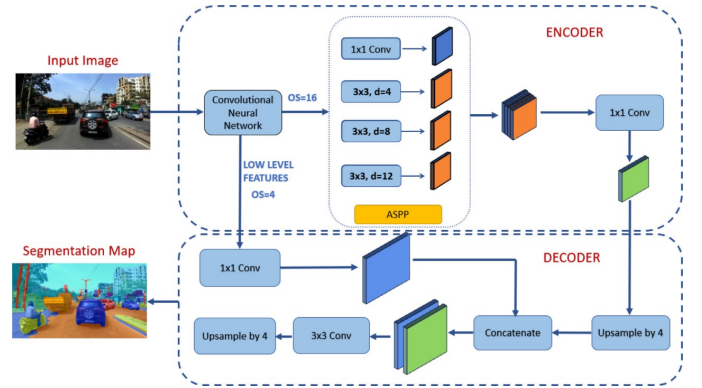 ENCODER
Input Image
1x1 Conv
OS=16
3x3, d=4
Convolutional
Neural
Network
1x1 Conv
3x3, d=8
LOW LEVEL
FEATURES
OS=4
3x3, d=12
ASPP
Segmentation Map
DECODER
1x1 Conv
Upsample by 4
3x3 Conv
Concatenate
Upsample by 4